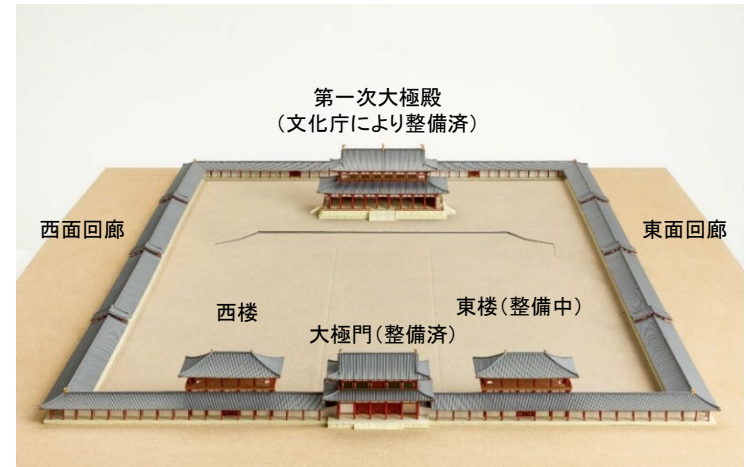 第一次大極殿
（文化庁により整備済）
西面回廊
東面回廊
西楼
東楼（整備中）
大極門（整備済）